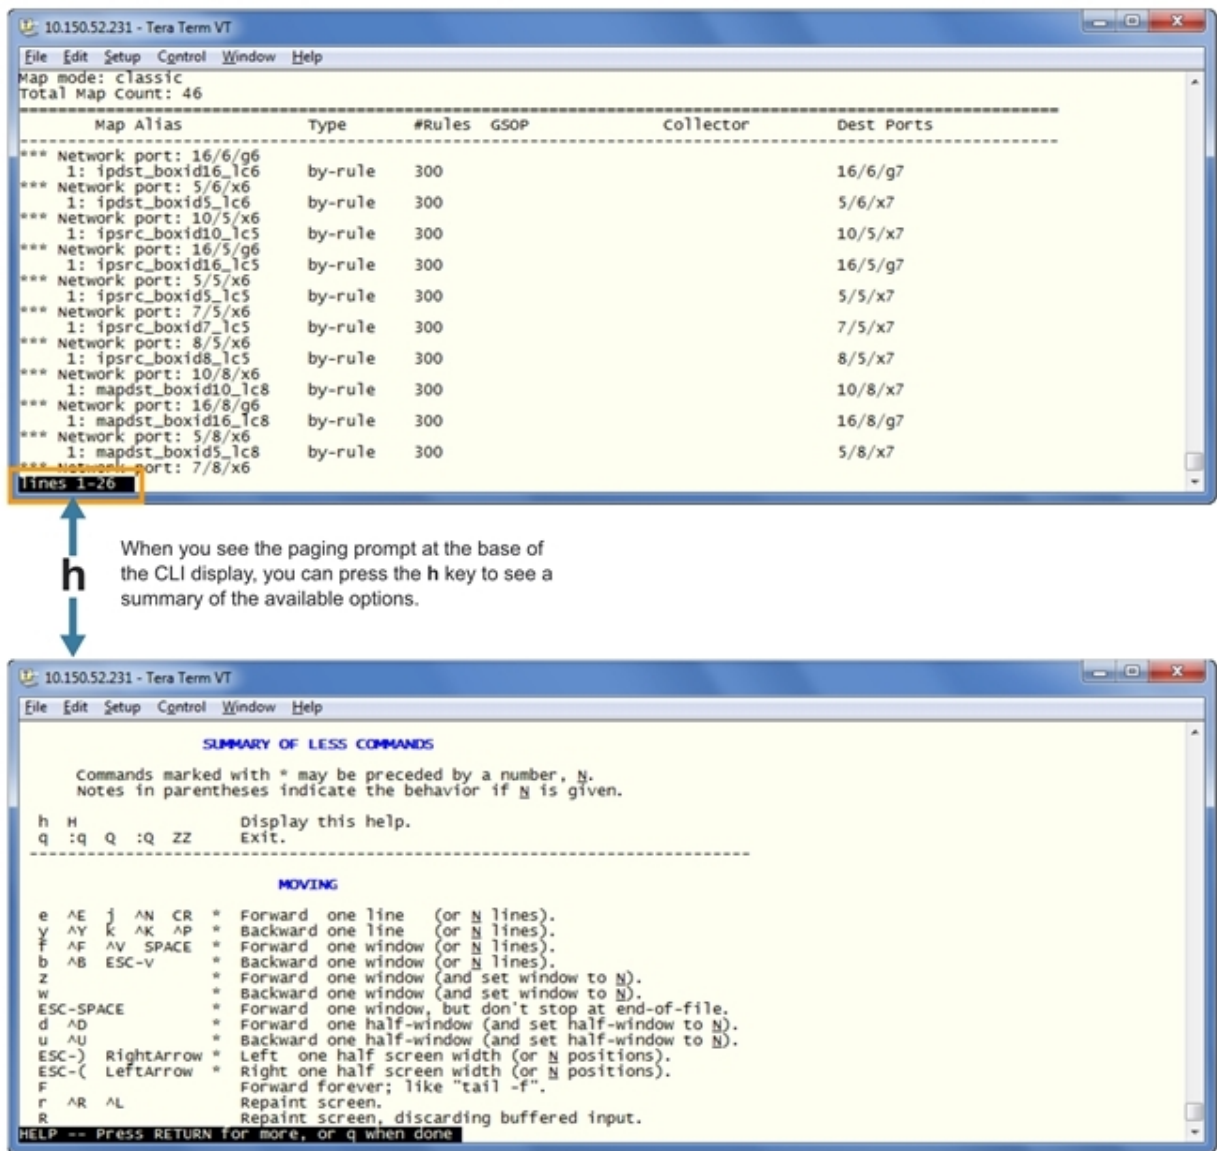 10.150.52.231 - Tera Term VT
File Edit Setup Control Window Help
Map mode: classic
Total Map Count: 46
Map Alias Type #Rules GSOP Collector Dest Ports
*** Network port: 16/6/g6
1: ipdst_boxid16_lc6 by-rule 300 16/6/g7
*** Network port: 5/6/x6
1: ipdst_boxid5_lc6 by-rule 300 5/6/x7
*** Network port: 10/5/x6
1: ipsrc_boxid10_lc5 by-rule 300 10/5/x7
*** Network port: 16/5/g6
1: ipsrc_boxid16_lc5 by-rule 300 16/5/g7
*** Network port: 5/5/x6
1: ipsrc_boxid5_lc5 by-rule 300 5/5/x7
*** Network port: 7/5/x6
1: ipsrc_boxid7_lc5 by-rule 300 7/5/x7
*** Network port: 8/5/x6
1: ipsrc_boxid8_lc5 by-rule 300 8/5/x7
*** Network port: 10/8/x6
1: mapdst_boxid10_lc8 by-rule 300 10/8/x7
*** Network port: 16/8/g6
1: mapdst_boxid16_lc8 by-rule 300 16/8/g7
*** Network port: 5/8/x6
1: mapdst_boxid5_lc8 by-rule 300 5/8/x7
*** Network port: 7/8/x6
lines 1-26
h
When you see the paging prompt at the base of
the CLI display, you can press the h key to see a
summary of the available options.
10.150.52.231 - Tera Term VT
File Edit Setup Control Window Help
SUMMARY OF LESS COMMANDS
Commands marked with * may be preceded by a number, N.
Notes in parentheses indicate the behavior if N is given.
h H Display this help.
q :q Q :Q ZZ Exit.
MOVING
e ^E j ^N CR * Forward one line (or N lines).
y ^Y k ^K ^P * Backward one line (or N lines).
f ^F ^V SPACE * Forward one window (or N lines).
b ^B ESC-v * Backward one window (or N lines).
z * Forward one window (and set window to N).
w * Backward one window (and set window to N).
ESC-SPACE * Forward one window, but don't stop at end-of-file.
d ^D * Forward one half-window (and set half-window to N).
u ^U * Backward one half-window (and set half-window to N).
ESC-) RightArrow * Left one half screen width (or N positions).
ESC-( LeftArrow * Right one half screen width (or N positions).
F Forward forever; like "tail -f".
r ^R ^L Repaint screen.
R Repaint screen, discarding buffered input.
HELP -- Press RETURN for more, or q when done